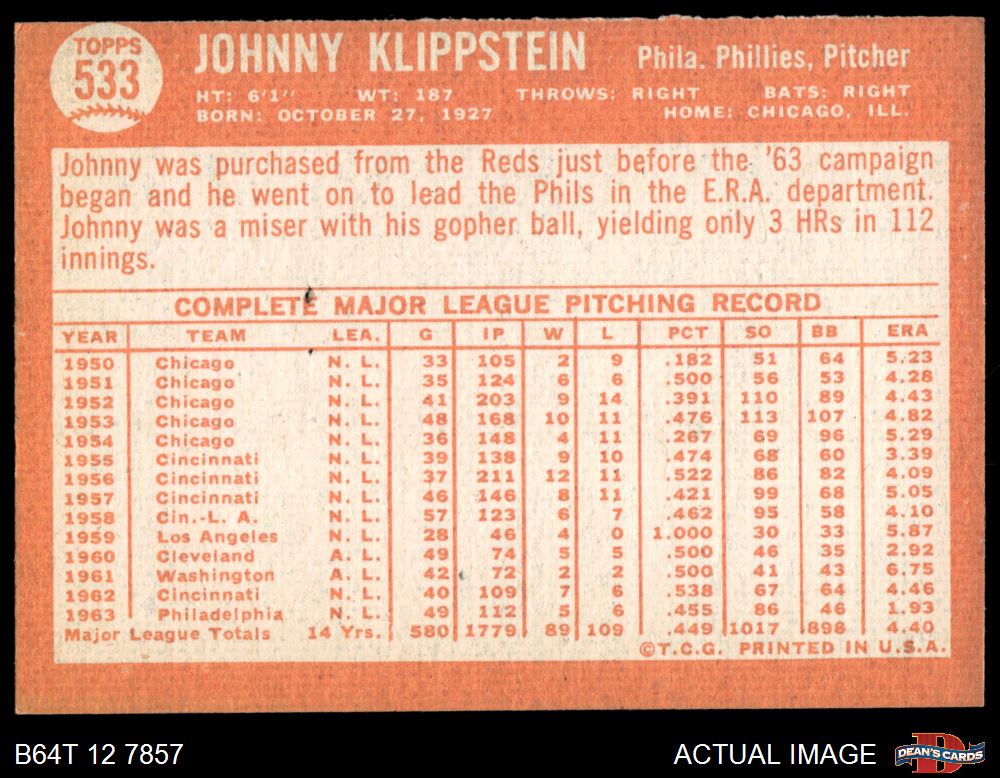 TOPPS
533
JOHNNY KLIPPSTEIN Phila. Phillies, Pitcher
HT: 6'1" WT: 187 THROWS: RIGHT BATS: RIGHT
BORN: OCTOBER 27, 1927 HOME: CHICAGO, ILL.
Johnny was purchased from the Reds just before the '63 campaign
began and he went on to lead the Phils in the E.R.A. department.
Johnny was a miser with his gopher ball, yielding only 3 HRs in 112
innings.
COMPLETE MAJOR LEAGUE PITCHING RECORD
YEAR TEAM LEA. G IP W L PCT SO BB ERA
1950 Chicago N. L. 33 105 2 9 .182 51 64 5.23
1951 Chicago N. L. 35 124 6 6 .500 56 53 4.28
1952 Chicago N. L. 41 203 9 14 .391 110 89 4.43
1953 Chicago N. L. 48 168 10 11 .476 113 107 4.82
1954 Chicago N. L. 36 148 4 11 .267 69 96 5.29
1955 Cincinnati N. L. 39 138 9 10 .474 68 60 3.39
1956 Cincinnati N. L. 37 211 12 11 .522 86 82 4.09
1957 Cincinnati N. L. 46 146 8 11 .421 99 68 5.05
1958 Cin.-L. A. N. L. 57 123 6 7 .462 95 58 4.10
1959 Los Angeles N. L. 28 46 4 0 1.000 30 33 5.87
1960 Cleveland A. L. 49 74 5 5 .500 46 35 2.92
1961 Washington A. L. 42 72 2 2 .500 41 43 6.75
1962 Cincinnati N. L. 40 109 7 6 .538 67 64 4.46
1963 Philadelphia N. L. 49 112 5 6 .455 86 46 1.93
Major League Totals 14 Yrs. 580 1779 89 109 .449 1017 898 4.40
©T.C.G. PRINTED IN U.S.A.
B64T 12 7857 ACTUAL IMAGE DEAN'S CARDS